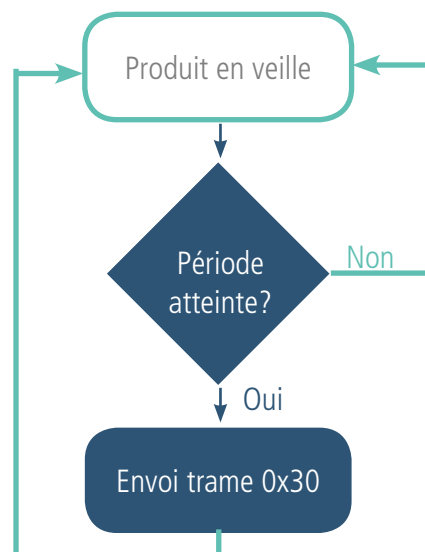 Produit en veille
Période
atteinte?
Non
Oui
Envoi trame 0x30